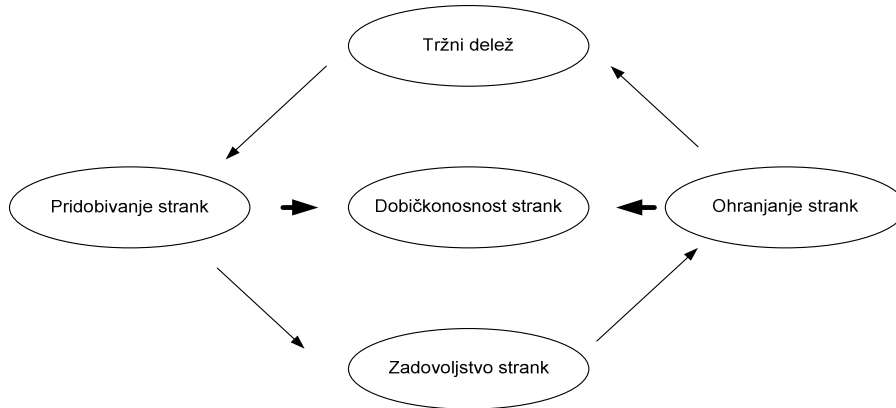 Tržni delež
Pridobivanje strank
Dobičkonosnost strank
Ohranjanje strank
Zadovoljstvo strank